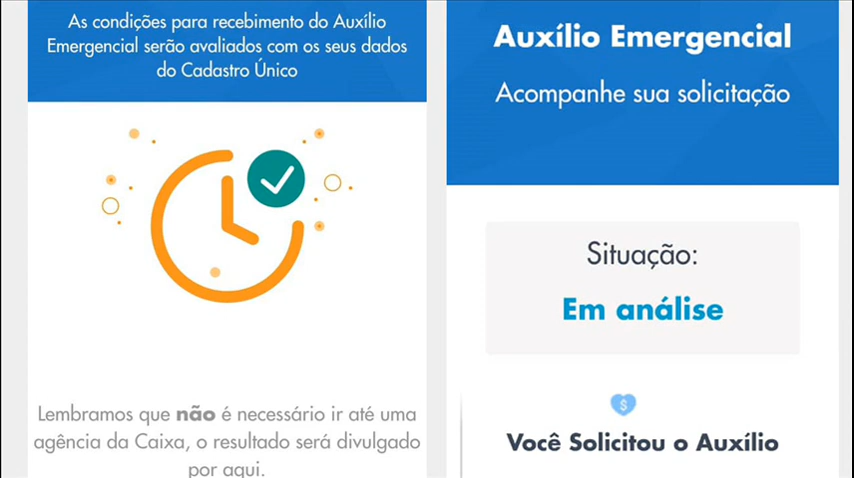 As condições para recebimento do Auxílio
Emergencial serão avaliados com os seus dados
do Cadastro Único
Lembramos que não é necessário ir até uma
agência da Caixa, o resultado será divulgado
por aqui.
Auxílio Emergencial
Acompanhe sua solicitação
Situação:
Em análise
$
Você Solicitou o Auxílio